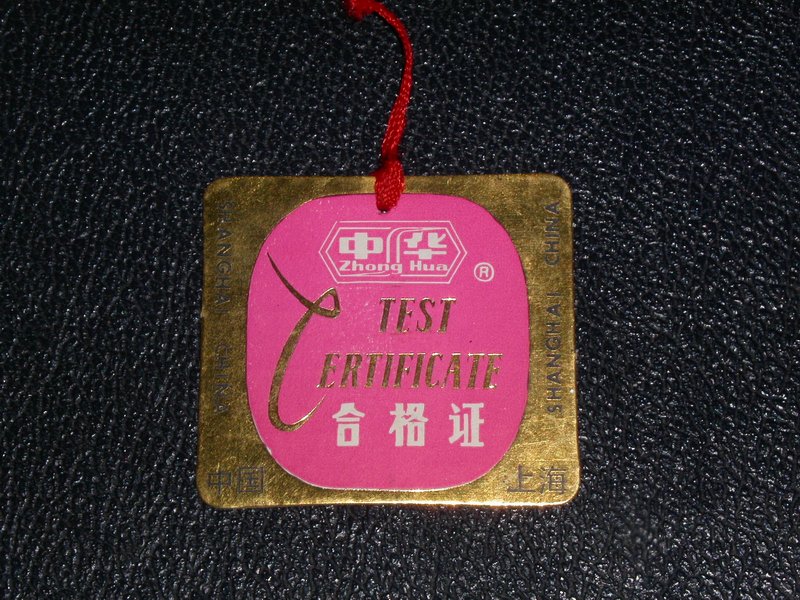 中华
Zhong Hua
®
TEST
CERTIFICATE
合格证
SHANGHAI CHINA
SHANGHAI CHINA
中国
上海